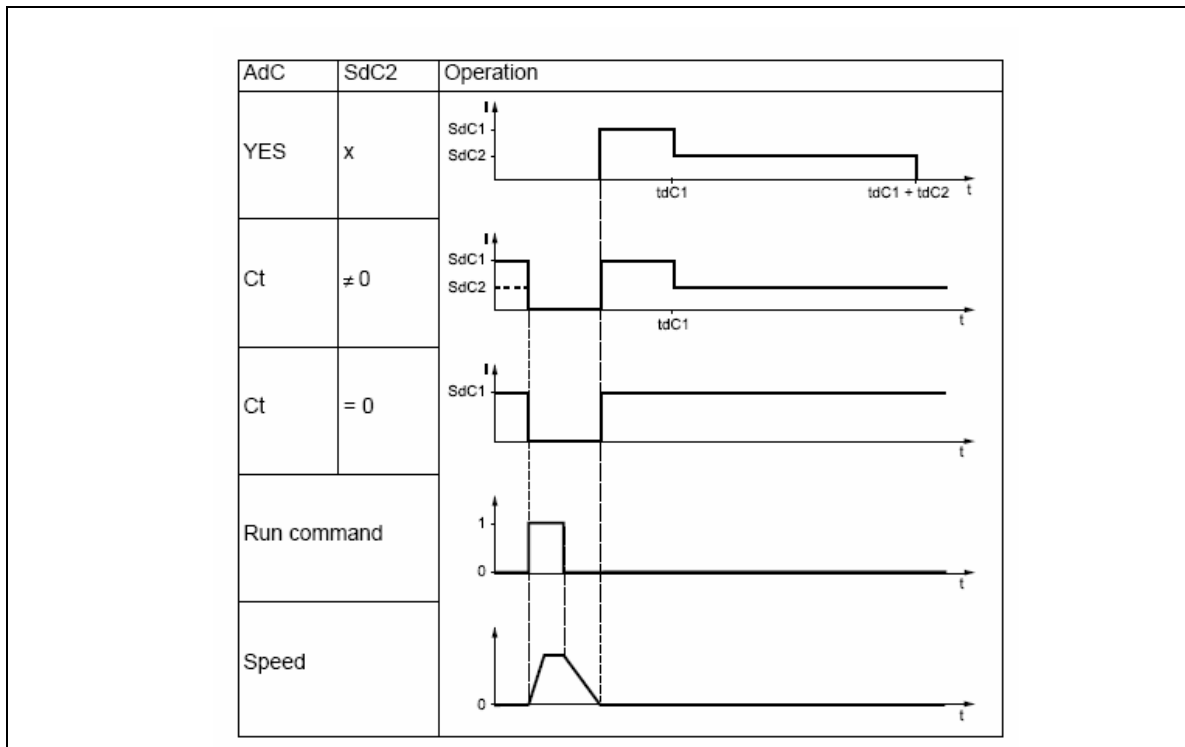 AdC SdC2 Operation
YES x
I
SdC1
SdC2
tdC1 tdC1 + tdC2 t
Ct ≠ 0
I
SdC1
SdC2
tdC1 t
Ct = 0
I
SdC1
t
Run command
1
0
t
Speed
0
t